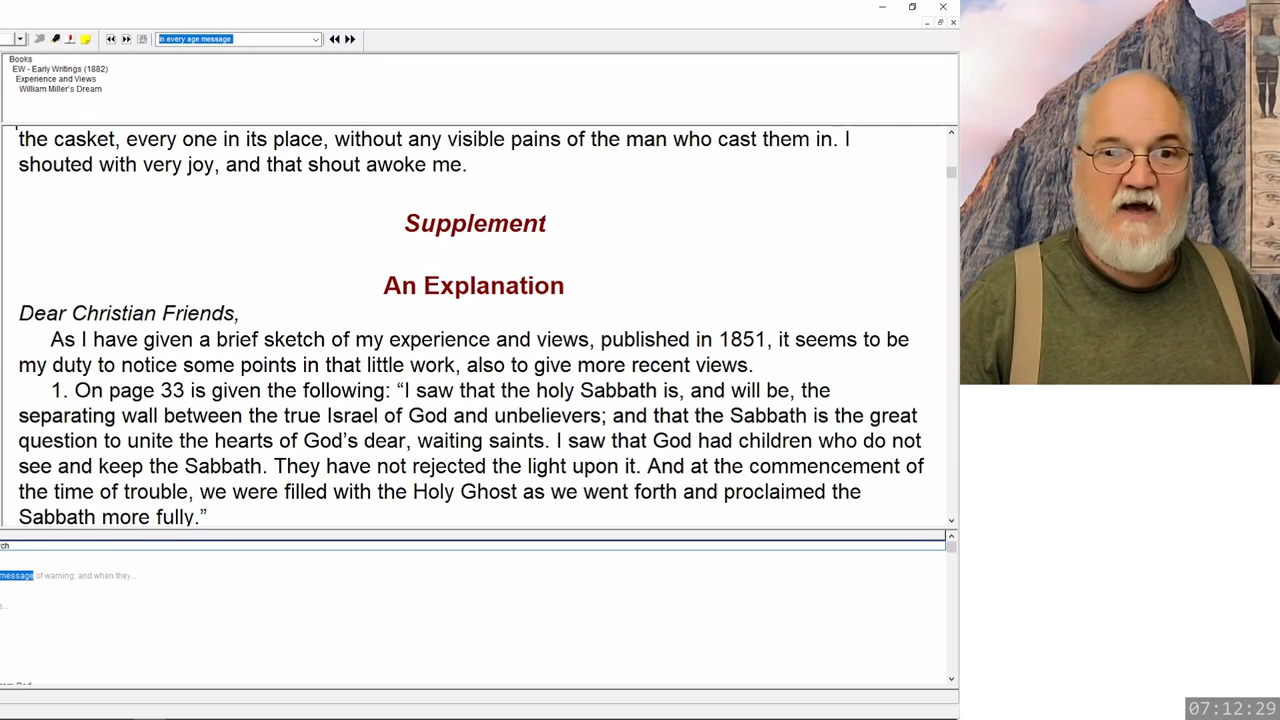 in every age message
Books
EW - Early Writings (1882)
Experience and Views
William Miller's Dream
the casket, every one in its place, without any visible pains of the man who cast them in. I
shouted with very joy, and that shout awoke me.
Supplement
An Explanation
Dear Christian Friends,
As I have given a brief sketch of my experience and views, published in 1851, it seems to be
my duty to notice some points in that little work, also to give more recent views.
1. On page 33 is given the following: “I saw that the holy Sabbath is, and will be, the
separating wall between the true Israel of God and unbelievers; and that the Sabbath is the great
question to unite the hearts of God’s dear, waiting saints. I saw that God had children who do not
see and keep the Sabbath. They have not rejected the light upon it. And at the commencement of
the time of trouble, we were filled with the Holy Ghost as we went forth and proclaimed the
Sabbath more fully.”
rch
message of warning; and when they...
e...
07:12:29